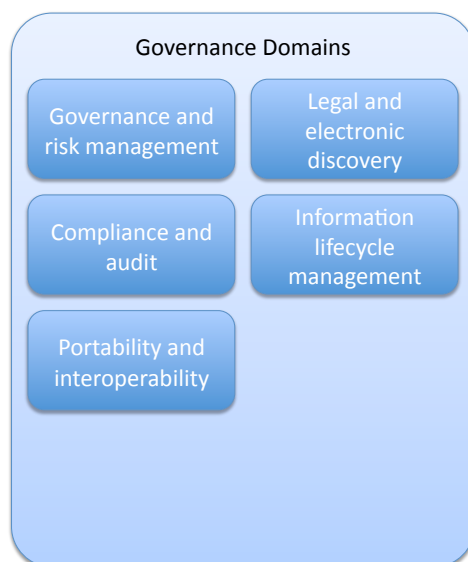 Governance Domains
Governance and
risk management
Legal and
electronic
discovery
Compliance and
audit
Information
lifecycle
management
Portability and
interoperability